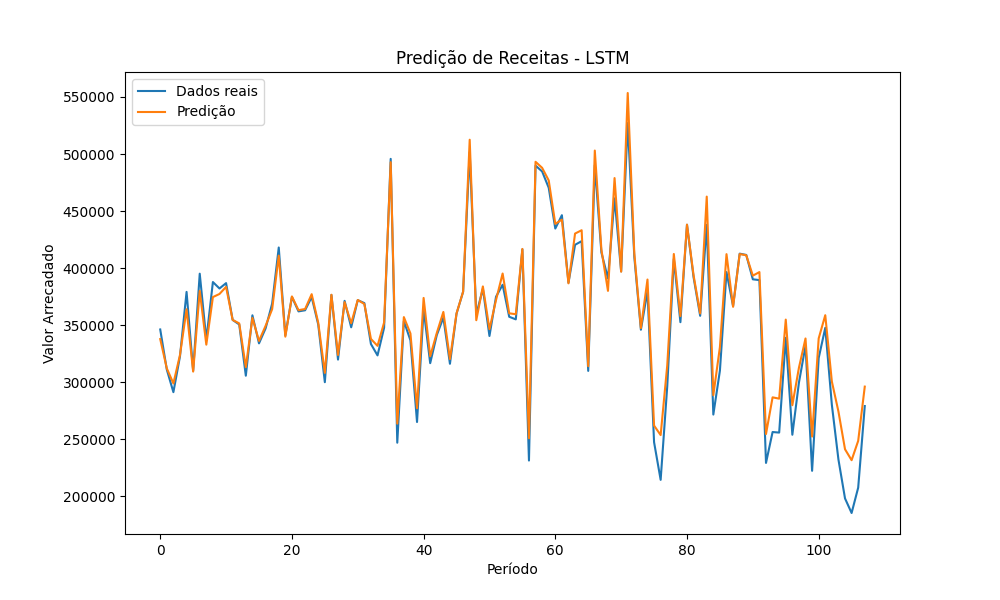 Predição de Receitas - LSTM
Dados reais
Predição
Valor Arrecadado
550000
500000
450000
400000
350000
300000
250000
200000
0 20 40 60 80 100
Período